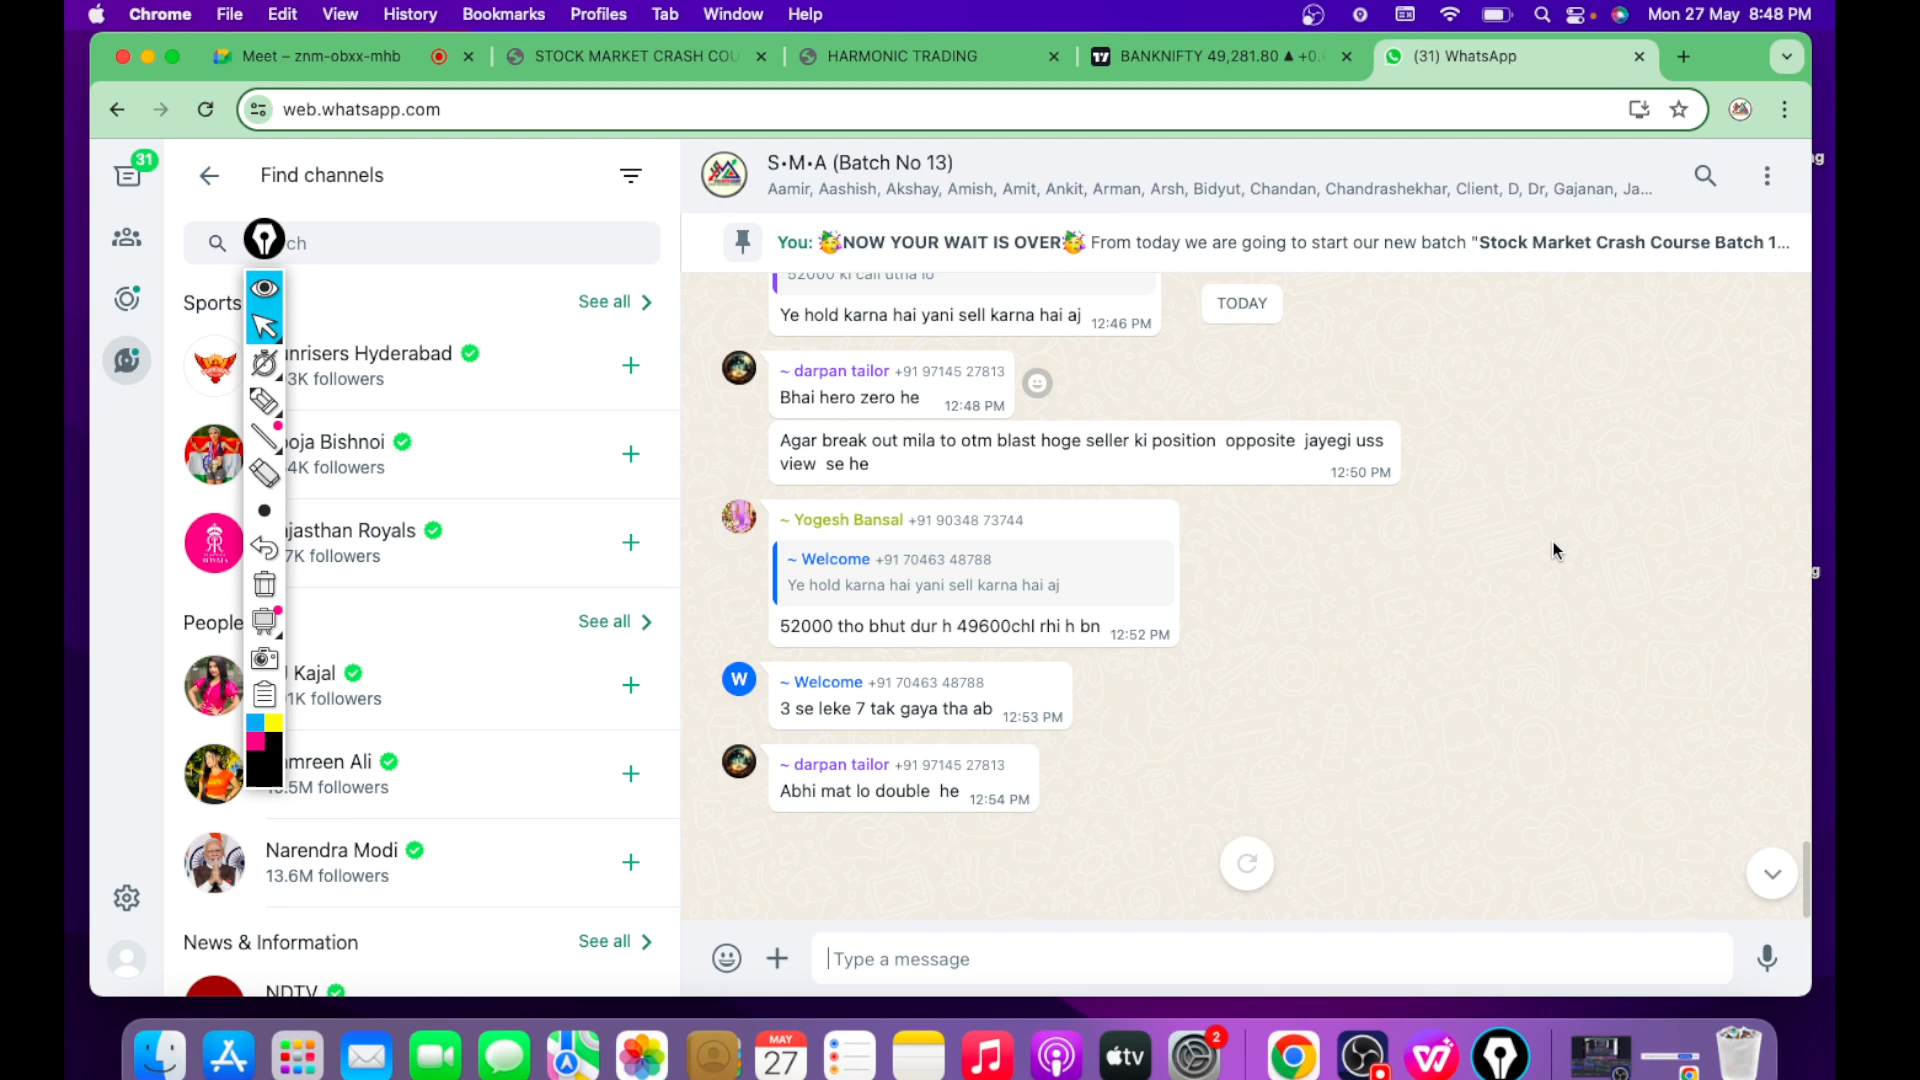 Chrome File Edit View History Bookmarks Profiles Tab Window Help
Mon 27 May 8:48 PM
Meet – znm-obxx-mhb
STOCK MARKET CRASH COU
HARMONIC TRADING
BANKNIFTY 49,281.80 ▲ +0.
(31) WhatsApp
web.whatsapp.com
31
Find channels
ch
Sports
See all
unrisers Hyderabad
3K followers
oja Bishnoi
4K followers
jasthan Royals
7K followers
People
See all
Kajal
1K followers
mreen Ali
.5M followers
Narendra Modi
13.6M followers
News & Information
See all
NDTV
S•M•A (Batch No 13)
Aamir, Aashish, Akshay, Amish, Amit, Ankit, Arman, Arsh, Bidyut, Chandan, Chandrashekhar, Client, D, Dr, Gajanan, Ja...
You: 🥳NOW YOUR WAIT IS OVER🥳 From today we are going to start our new batch "Stock Market Crash Course Batch 1...
52000 ki call utha lo
TODAY
Ye hold karna hai yani sell karna hai aj 12:46 PM
~ darpan tailor +91 97145 27813
Bhai hero zero he 12:48 PM
Agar break out mila to otm blast hoge seller ki position opposite jayegi uss
view se he 12:50 PM
~ Yogesh Bansal +91 90348 73744
~ Welcome +91 70463 48788
Ye hold karna hai yani sell karna hai aj
52000 tho bhut dur h 49600chl rhi h bn 12:52 PM
W
~ Welcome +91 70463 48788
3 se leke 7 tak gaya tha ab 12:53 PM
~ darpan tailor +91 97145 27813
Abhi mat lo double he 12:54 PM
Type a message
MAY
27
tv
2